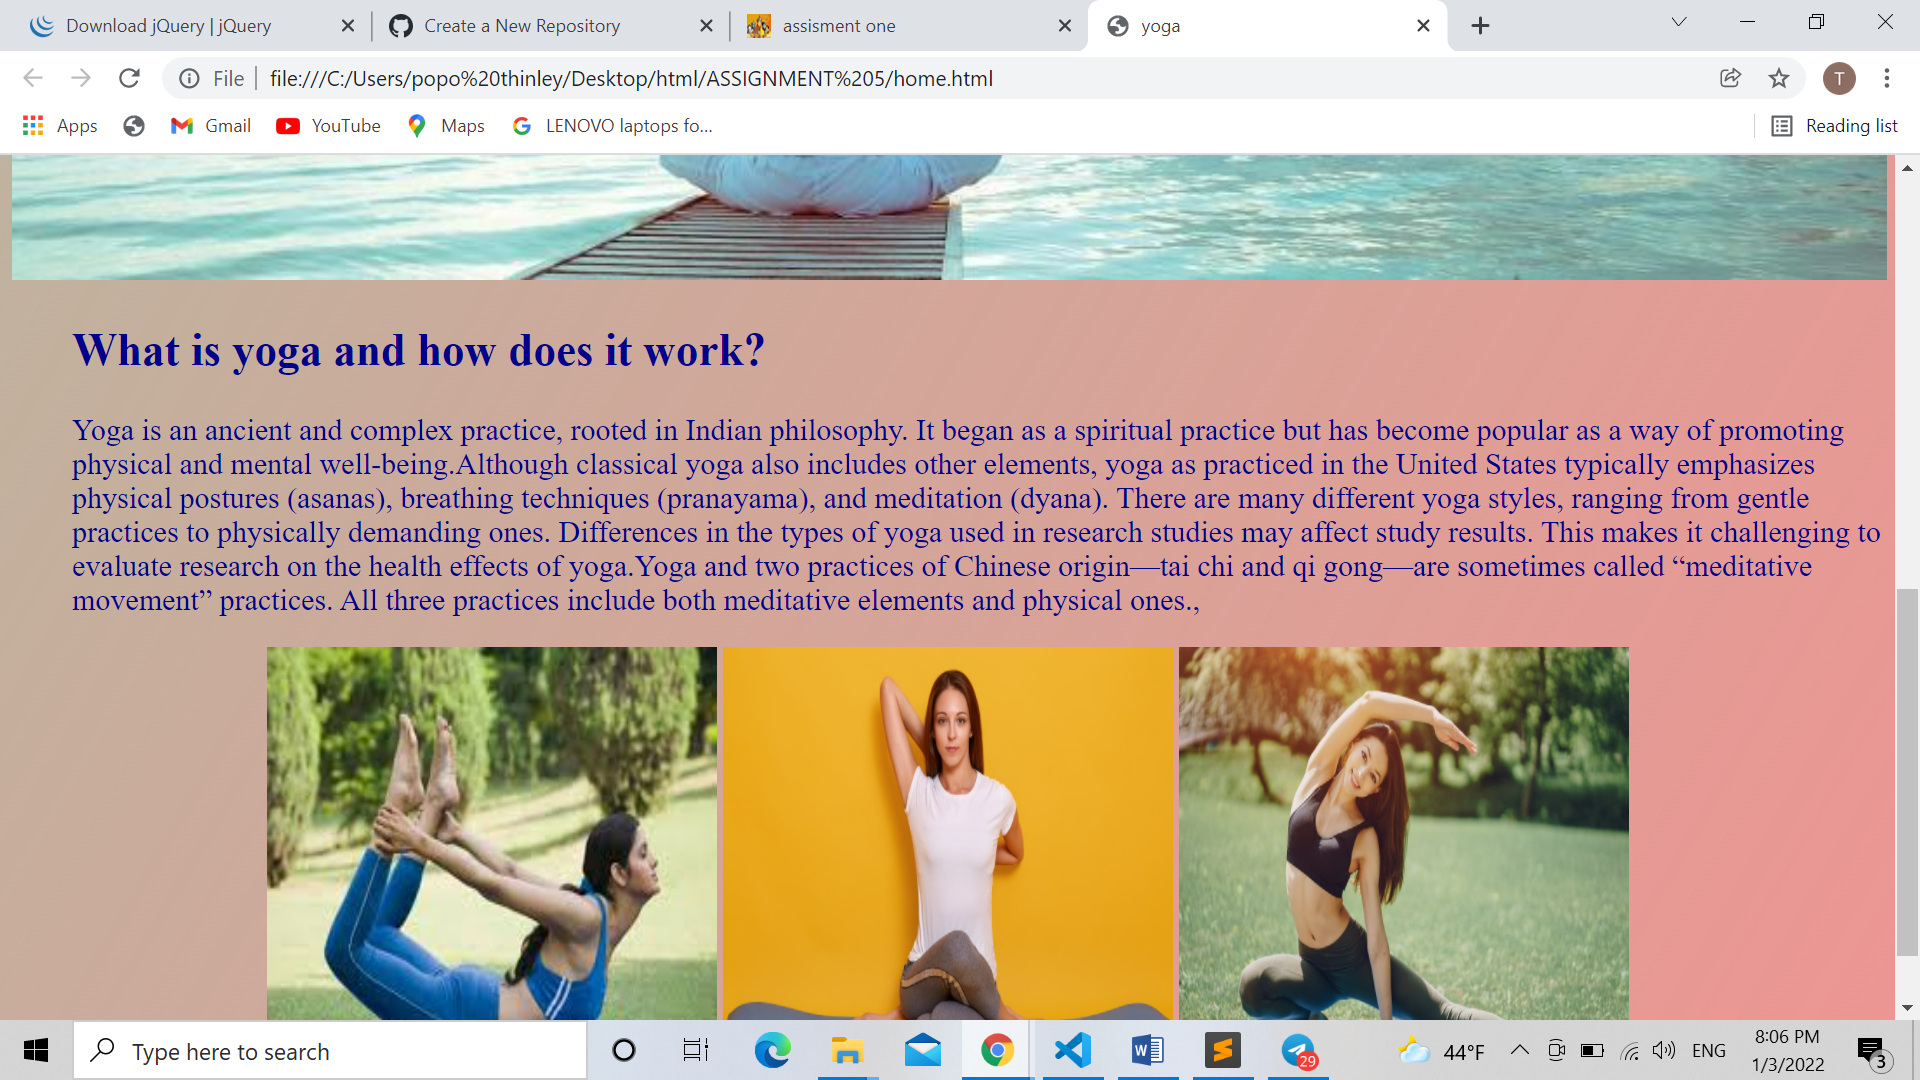 Download jQuery | jQuery
Create a New Repository
assisment one
yoga
File
file:///C:/Users/popo%20thinley/Desktop/html/ASSIGNMENT%205/home.html
T
Apps
Gmail
YouTube
Maps
LENOVO laptops fo...
Reading list
What is yoga and how does it work?
Yoga is an ancient and complex practice, rooted in Indian philosophy. It began as a spiritual practice but has become popular as a way of promoting
physical and mental well-being.Although classical yoga also includes other elements, yoga as practiced in the United States typically emphasizes
physical postures (asanas), breathing techniques (pranayama), and meditation (dyana). There are many different yoga styles, ranging from gentle
practices to physically demanding ones. Differences in the types of yoga used in research studies may affect study results. This makes it challenging to
evaluate research on the health effects of yoga.Yoga and two practices of Chinese origin—tai chi and qi gong—are sometimes called “meditative
movement” practices. All three practices include both meditative elements and physical ones.,
Type here to search
29
44°F
ENG
8:06 PM
1/3/2022
3